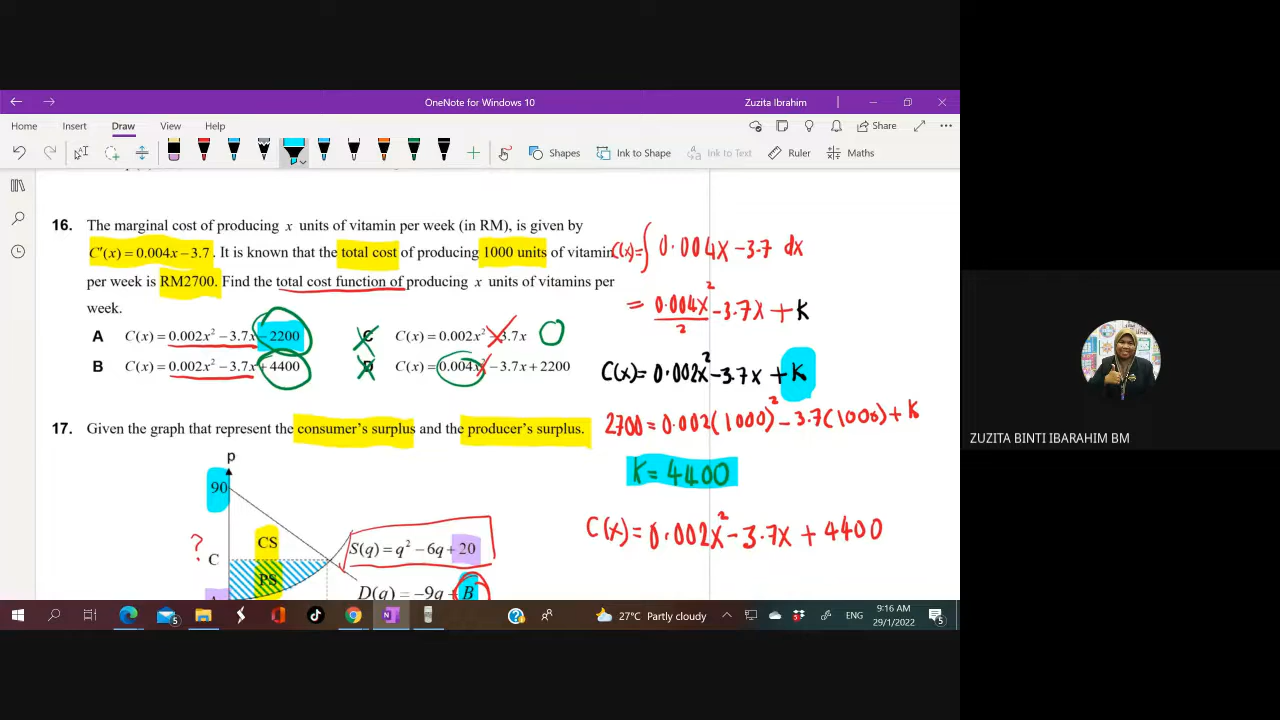 OneNote for Windows 10
Zuzita Ibrahim
Home Insert Draw View Help
Share
Shapes Ink to Shape Ink to Text Ruler Maths
16. The marginal cost of producing x units of vitamin per week (in RM), is given by
C'(x) = 0.004x − 3.7. It is known that the total cost of producing 1000 units of vitamin
per week is RM2700. Find the total cost function of producing x units of vitamins per
week.
A C(x) = 0.002x² − 3.7x − 2200
C C(x) = 0.002x² − 3.7x
B C(x) = 0.002x² − 3.7x + 4400
D C(x) = 0.004x² − 3.7x + 2200
C(x) = ∫ 0.004x − 3.7 dx
= 0.004x²/2 − 3.7x + K
C(x) = 0.002x² − 3.7x + K
2700 = 0.002(1000)² − 3.7(1000) + K
K = 4400
C(x) = 0.002x² − 3.7x + 4400
17. Given the graph that represent the consumer's surplus and the producer's surplus.
P
90
CS
?
C
PS
S(q) = q² − 6q + 20
D(q) = −9q + B
ZUZITA BINTI IBARAHIM BM
27°C Partly cloudy
ENG
9:16 AM
29/1/2022
5
5